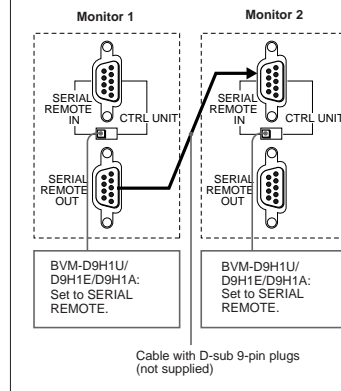 Monitor 1
SERIAL
REMOTE
IN
CTRL UNIT
SERIAL
REMOTE
OUT
BVM-D9H1U/
D9H1E/D9H1A:
Set to SERIAL
REMOTE.
Monitor 2
SERIAL
REMOTE
IN
CTRL UNIT
SERIAL
REMOTE
OUT
BVM-D9H1U/
D9H1E/D9H1A:
Set to SERIAL
REMOTE.
Cable with D-sub 9-pin plugs
(not supplied)